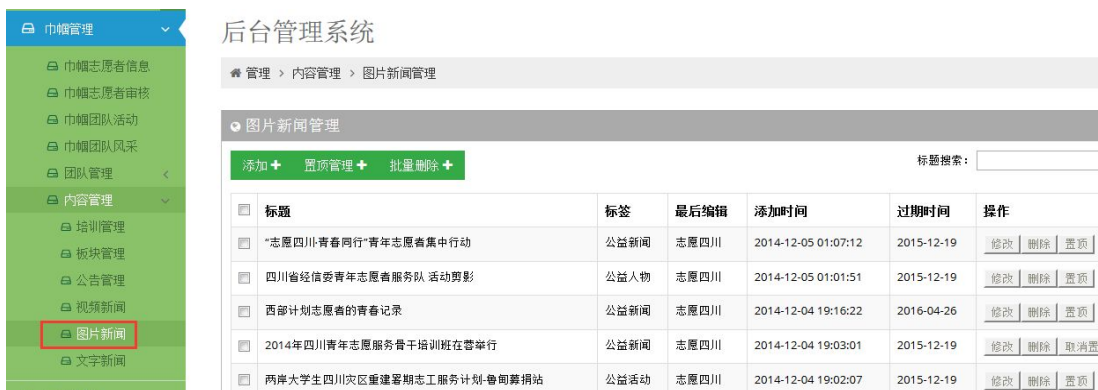 巾帼管理
巾帼志愿者信息
巾帼志愿者审核
巾帼团队活动
巾帼团队风采
团队管理
内容管理
培训管理
板块管理
公告管理
视频新闻
图片新闻
文字新闻
后台管理系统
管理 > 内容管理 > 图片新闻管理
图片新闻管理
添加 置顶管理 批量删除 标题搜索：
标题 标签 最后编辑 添加时间 过期时间 操作
“志愿四川·青春同行”青年志愿者集中行动 公益新闻 志愿四川 2014-12-05 01:07:12 2015-12-19 修改 删除 置顶
四川省经信委青年志愿者服务队 活动剪影 公益人物 志愿四川 2014-12-05 01:01:51 2015-12-19 修改 删除 置顶
西部计划志愿者的青春记录 公益新闻 志愿四川 2014-12-04 19:16:22 2016-04-26 修改 删除 置顶
2014年四川青年志愿服务骨干培训班在蓉举行 公益新闻 志愿四川 2014-12-04 19:03:01 2015-12-19 修改 删除 取消置
两岸大学生四川灾区重建暑期志工服务计划-鲁甸募捐站 公益活动 志愿四川 2014-12-04 19:02:07 2015-12-19 修改 删除 置顶